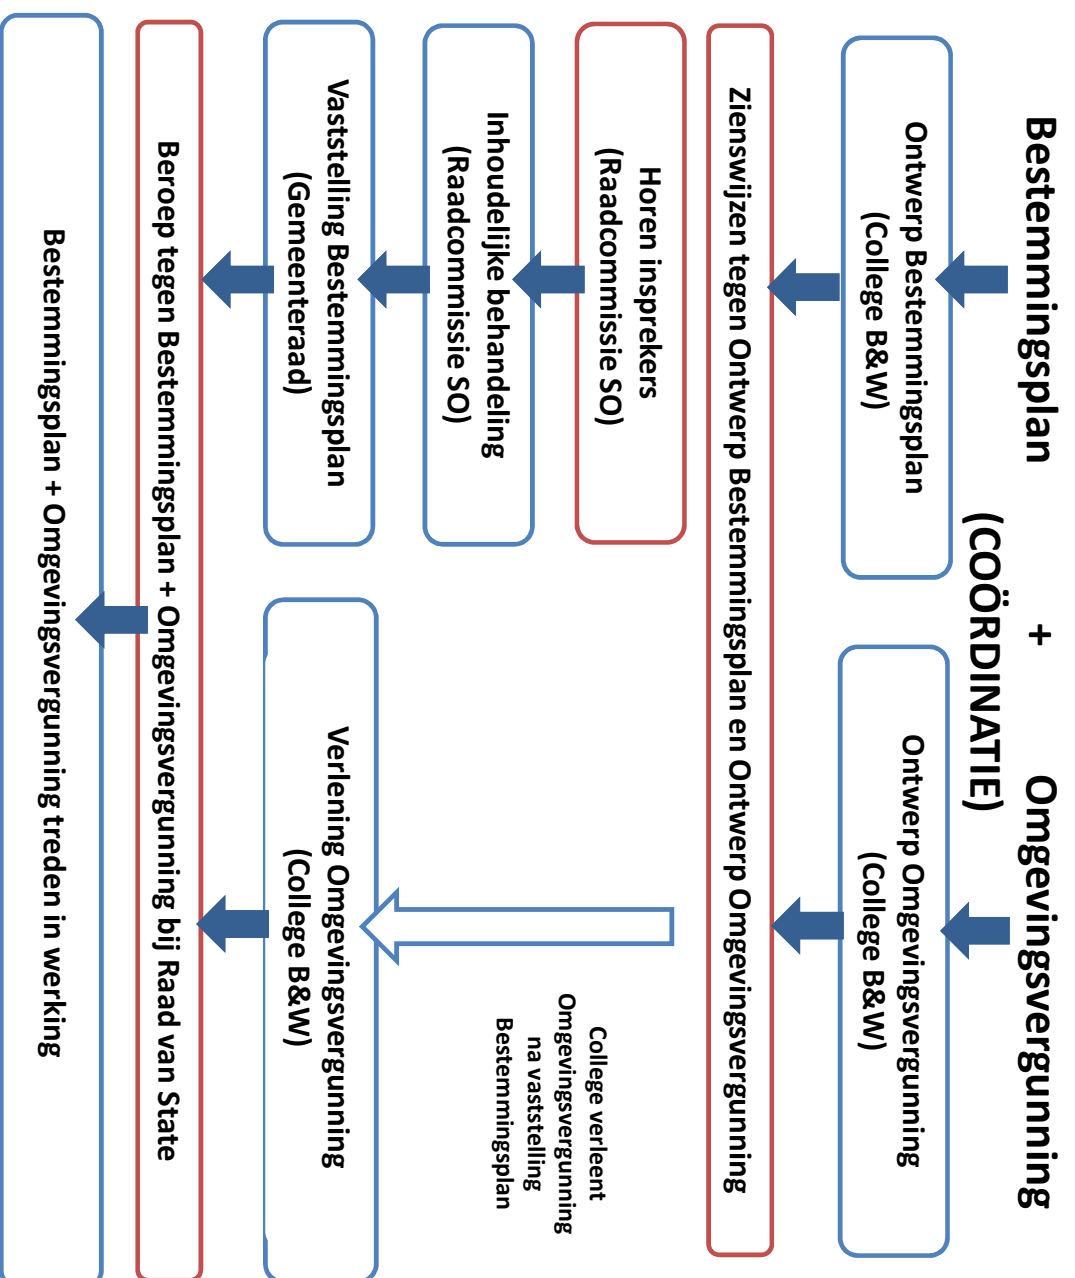 Bestemmingsplan + Omgevingsvergunning
(COÖRDINATIE)
Ontwerp Bestemmingsplan
(College B&W)
Ontwerp Omgevingsvergunning
(College B&W)
Zienswijzen tegen Ontwerp Bestemmingsplan en Ontwerp Omgevingsvergunning
Horen insprekers
(Raadcommissie SO)
Inhoudelijke behandeling
(Raadcommissie SO)
College verleent
Omgevingsvergunning
na vaststelling
Bestemmingsplan
Vaststelling Bestemmingsplan
(Gemeenteraad)
Verlening Omgevingsvergunning
(College B&W)
Beroep tegen Bestemmingsplan + Omgevingsvergunning bij Raad van State
Bestemmingsplan + Omgevingsvergunning treden in werking